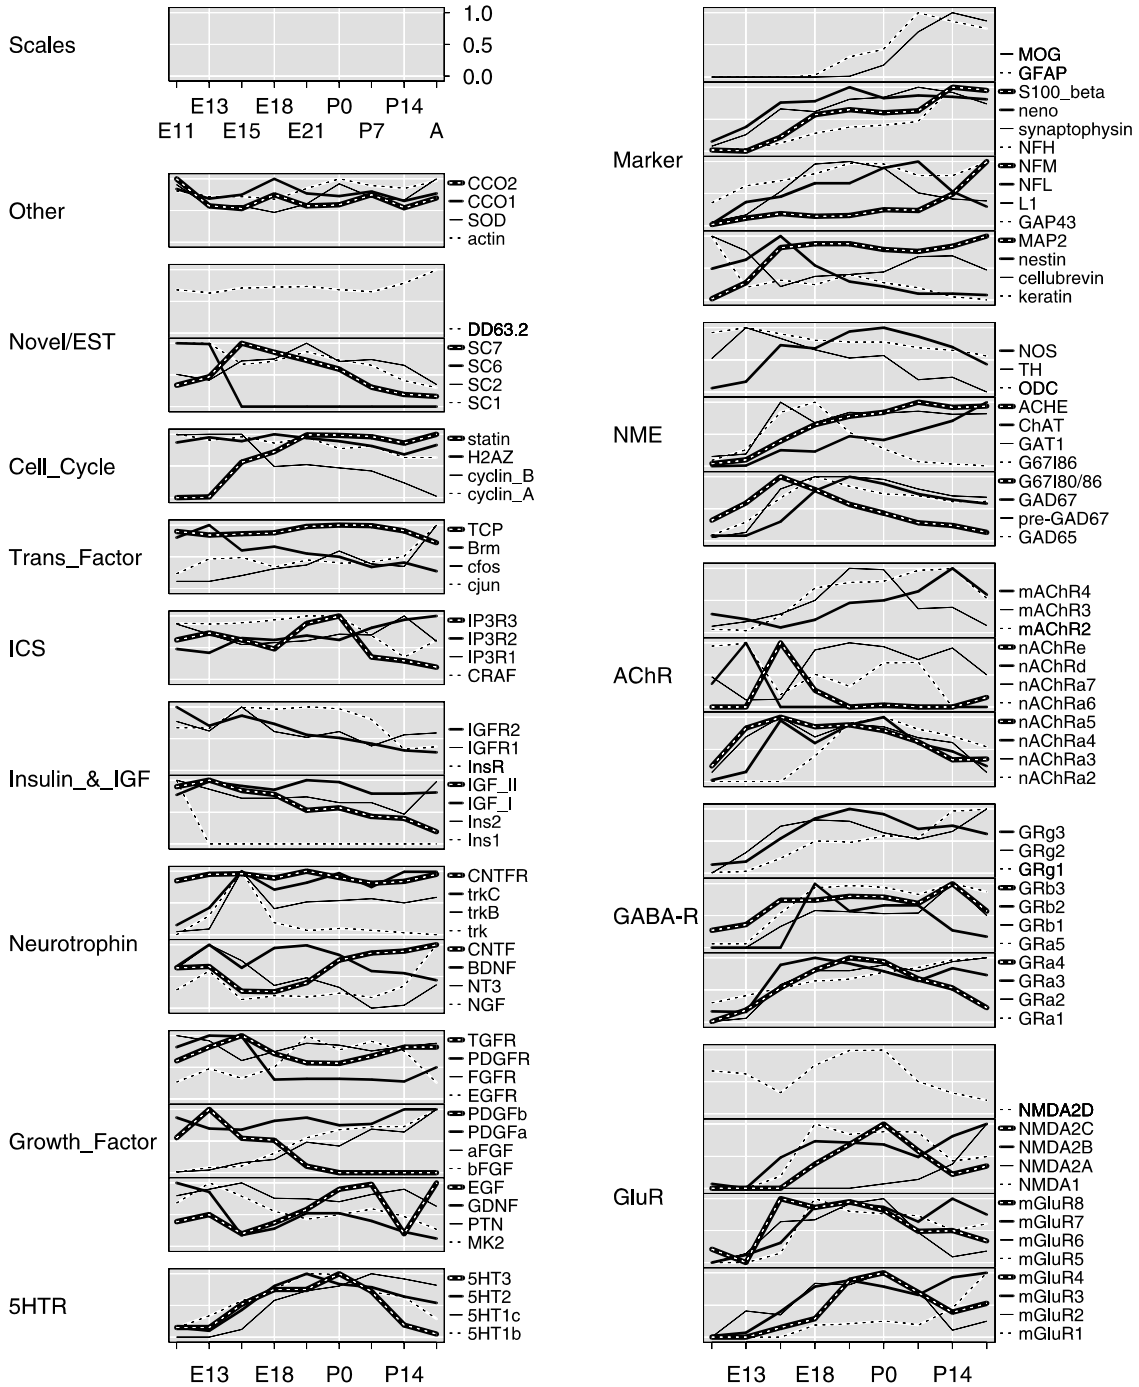 Scales
1.0
0.5
0.0
E13 E18 P0 P14
E11 E15 E21 P7 A
Other
CCO2
CCO1
SOD
actin
Novel/EST
DD63.2
SC7
SC6
SC2
SC1
Cell_Cycle
statin
H2AZ
cyclin_B
cyclin_A
Trans_Factor
TCP
Brm
cfos
cjun
ICS
IP3R3
IP3R2
IP3R1
CRAF
Insulin_&_IGF
IGFR2
IGFR1
InsR
IGF_II
IGF_I
Ins2
Ins1
Neurotrophin
CNTFR
trkC
trkB
trk
CNTF
BDNF
NT3
NGF
Growth_Factor
TGFR
PDGFR
FGFR
EGFR
PDGFb
PDGFa
aFGF
bFGF
EGF
GDNF
PTN
MK2
5HTR
5HT3
5HT2
5HT1c
5HT1b
E13 E18 P0 P14
Marker
MOG
GFAP
S100_beta
neno
synaptophysin
NFH
NFM
NFL
L1
GAP43
MAP2
nestin
cellubrevin
keratin
NME
NOS
TH
ODC
ACHE
ChAT
GAT1
G67I86
G67I80/86
GAD67
pre-GAD67
GAD65
AChR
mAChR4
mAChR3
mAChR2
nAChRe
nAChRd
nAChRa7
nAChRa6
nAChRa5
nAChRa4
nAChRa3
nAChRa2
GABA-R
GRg3
GRg2
GRg1
GRb3
GRb2
GRb1
GRa5
GRa4
GRa3
GRa2
GRa1
GluR
NMDA2D
NMDA2C
NMDA2B
NMDA2A
NMDA1
mGluR8
mGluR7
mGluR6
mGluR5
mGluR4
mGluR3
mGluR2
mGluR1
E13 E18 P0 P14